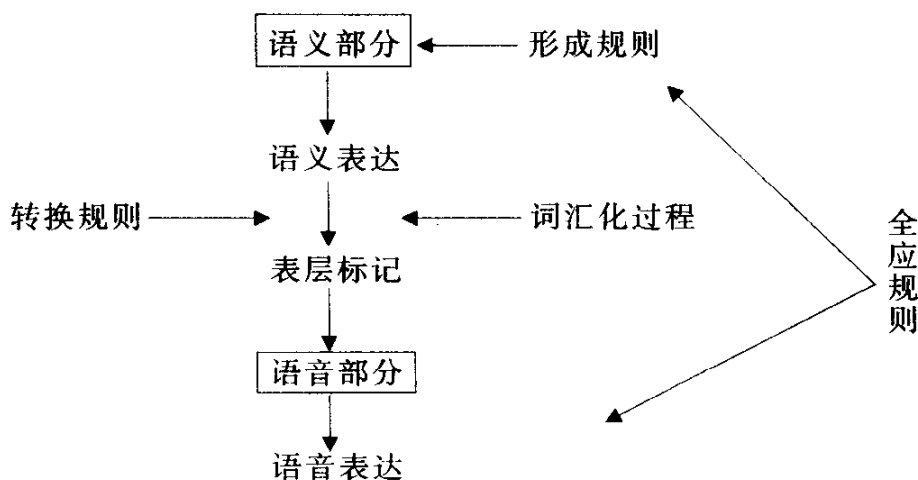 语义部分
形成规则
语义表达
转换规则
词汇化过程
全应规则
表层标记
语音部分
语音表达